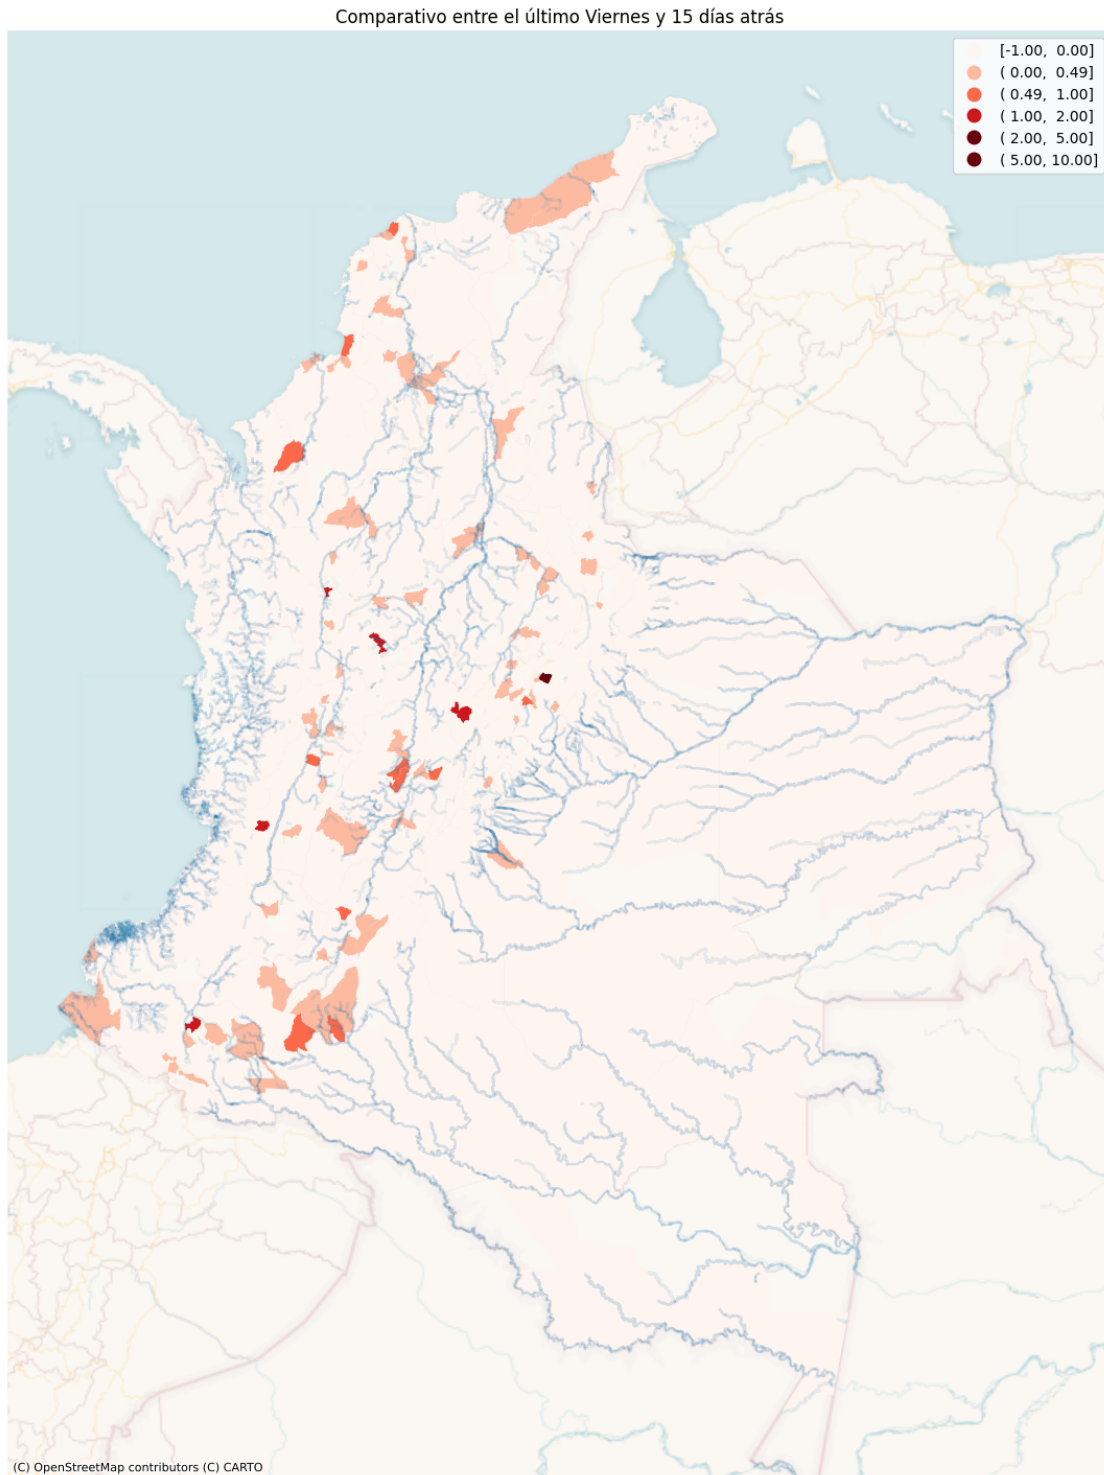 Comparativo entre el último Viernes y 15 días atrás
[-1.00,  0.00]
( 0.00,  0.49]
( 0.49,  1.00]
( 1.00,  2.00]
( 2.00,  5.00]
( 5.00, 10.00]
(C) OpenStreetMap contributors (C) CARTO